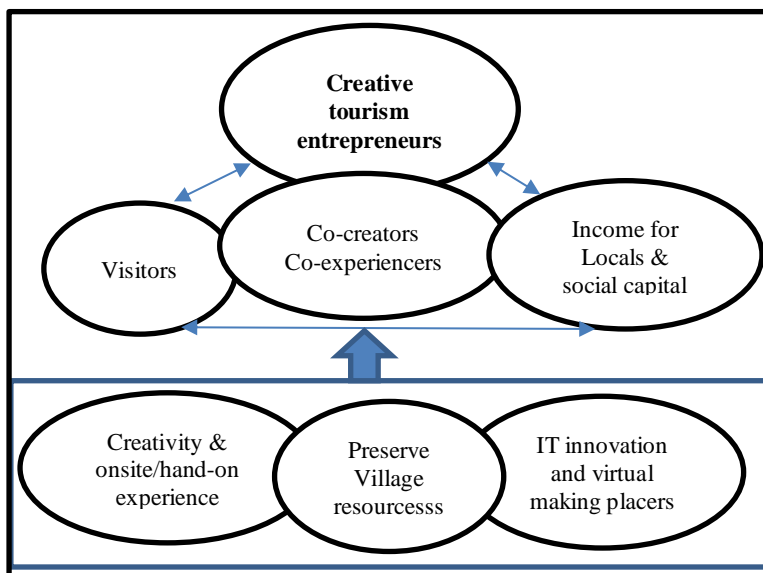 Creative
tourism
entrepreneurs
Co-creators
Co-experiencers
Visitors
Income for
Locals &
social capital
Creativity &
onsite/hand-on
experience
Preserve
Village
resourcesss
IT innovation
and virtual
making placers